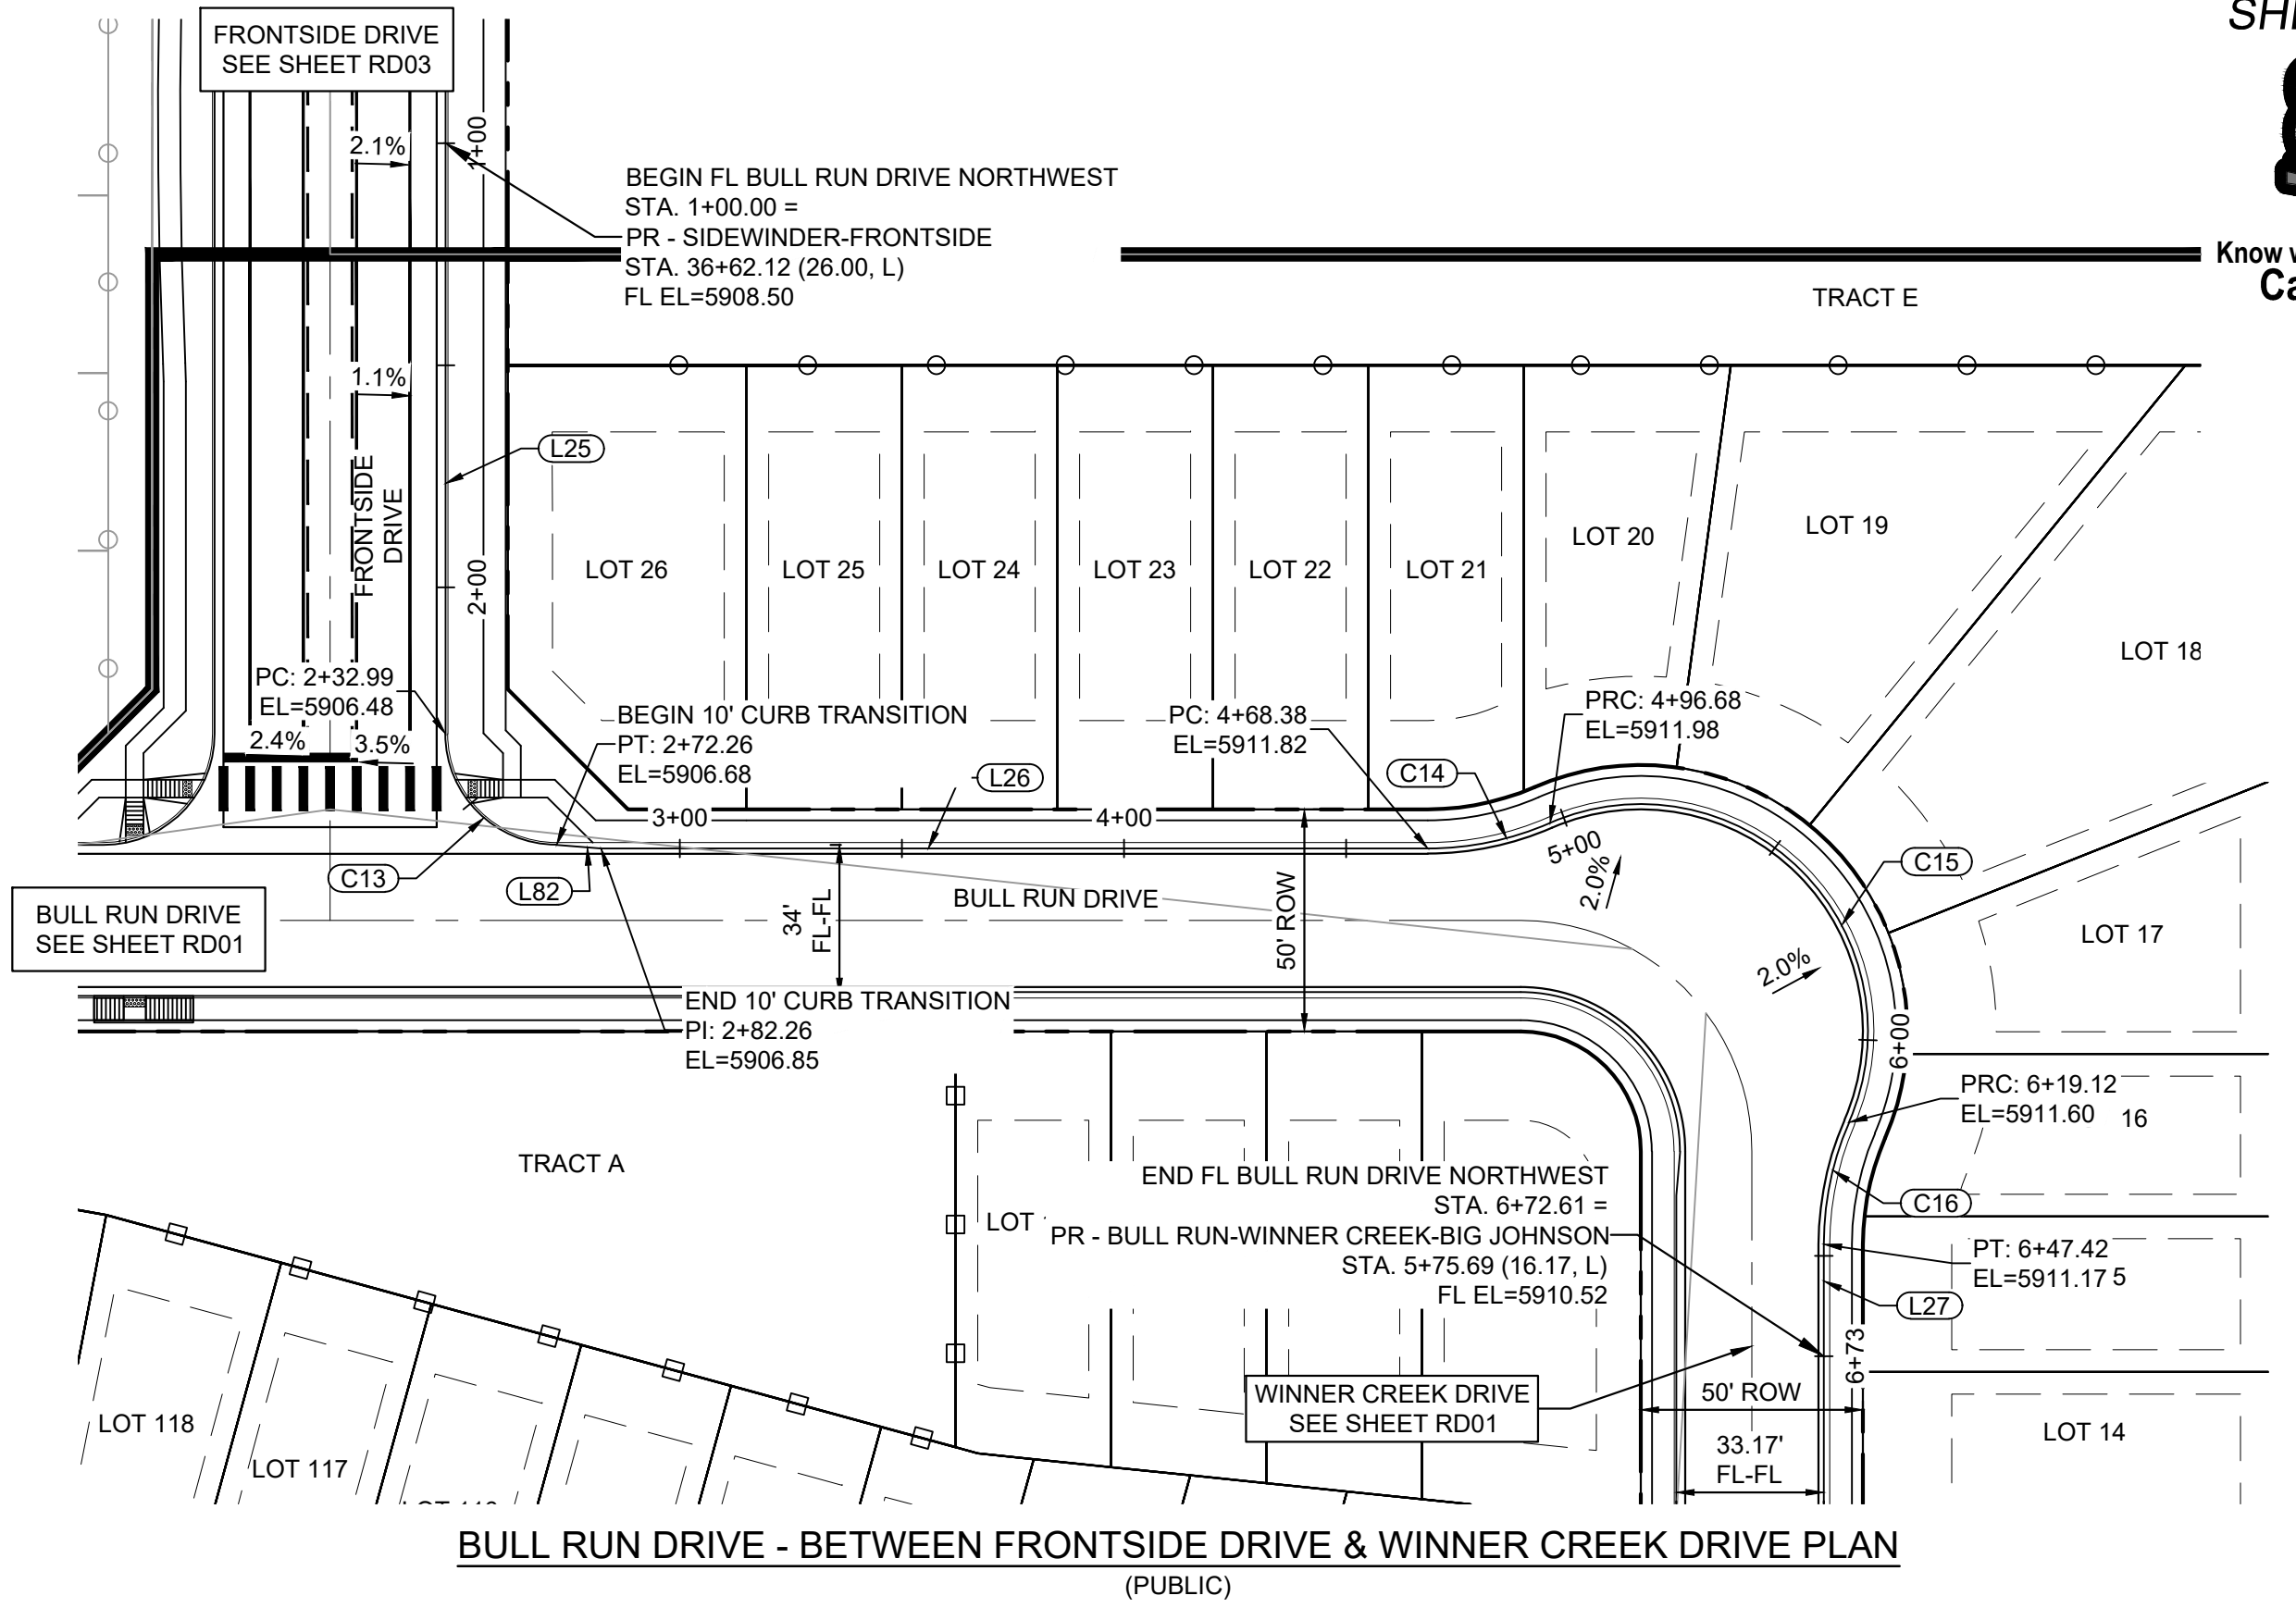 FRONTSIDE DRIVE
SEE SHEET RD03
2.1%
1+00
BEGIN FL BULL RUN DRIVE NORTHWEST
STA. 1+00.00 =
PR - SIDEWINDER-FRONTSIDE
STA. 36+62.12 (26.00, L)
FL EL=5908.50
Know
TRACT E
1.1%
L25
FRONTSIDE
DRIVE
2+00
LOT 26
LOT 25
LOT 24
LOT 23
LOT 22
LOT 21
LOT 20
LOT 19
LOT 18
PC: 2+32.99
EL=5906.48
2.4%
3.5%
BEGIN 10' CURB TRANSITION
PT: 2+72.26
EL=5906.68
L26
PC: 4+68.38
EL=5911.82
C14
PRC: 4+96.68
EL=5911.98
3+00
4+00
5+00
2.0%
C13
L82
C15
BULL RUN DRIVE
SEE SHEET RD01
34'
FL-FL
BULL RUN DRIVE
50' ROW
2.0%
LOT 17
END 10' CURB TRANSITION
PI: 2+82.26
EL=5906.85
6+00
PRC: 6+19.12
EL=5911.60
16
TRACT A
END FL BULL RUN DRIVE NORTHWEST
STA. 6+72.61 =
PR - BULL RUN-WINNER CREEK-BIG JOHNSON
STA. 5+75.69 (16.17, L)
FL EL=5910.52
LOT
C16
PT: 6+47.42
EL=5911.17
5
L27
6+73
WINNER CREEK DRIVE
SEE SHEET RD01
50' ROW
33.17'
FL-FL
LOT 14
LOT 118
LOT 117
BULL RUN DRIVE - BETWEEN FRONTSIDE DRIVE & WINNER CREEK DRIVE PLAN
(PUBLIC)